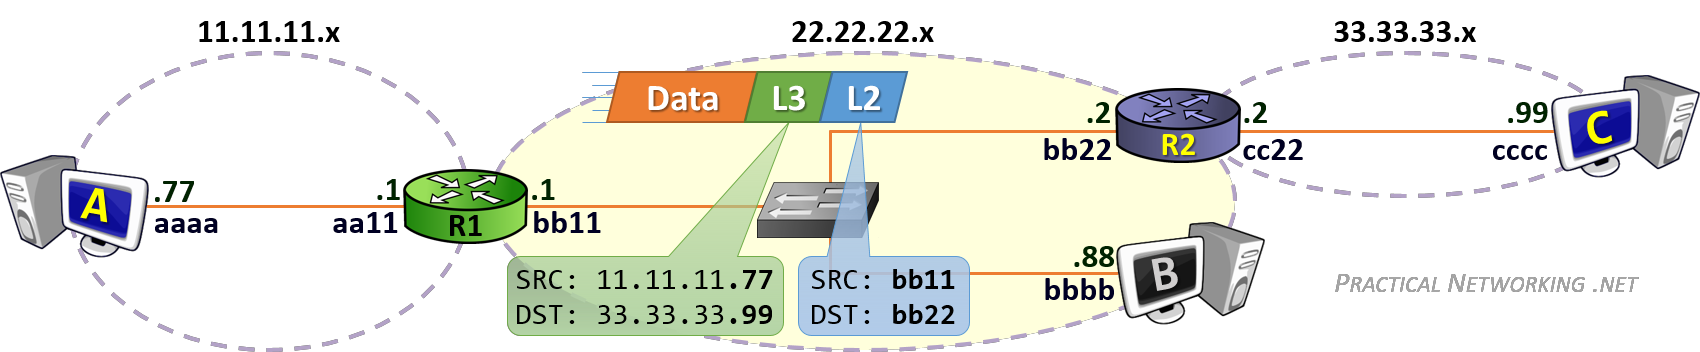 11.11.11.x
22.22.22.x
33.33.33.x
Data L3 L2
A
.77
aaaa
.1
aa11
R1
.1
bb11
SRC: 11.11.11.77
DST: 33.33.33.99
SRC: bb11
DST: bb22
.2
bb22
R2
.2
cc22
.99
cccc
C
.88
bbbb
B
PRACTICAL NETWORKING .NET